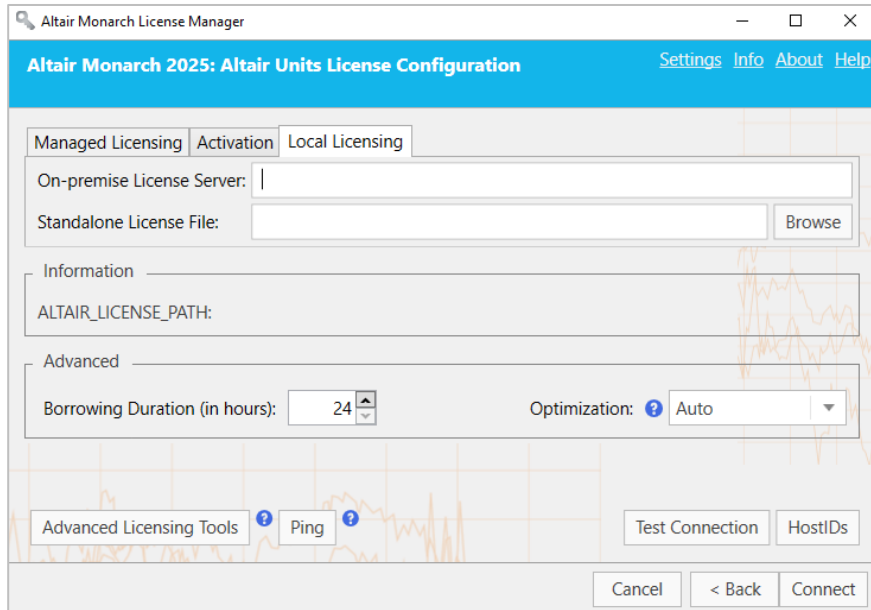 Altair Monarch License Manager
Altair Monarch 2025: Altair Units License Configuration
Settings Info About Help
Managed Licensing Activation Local Licensing
On-premise License Server:
Standalone License File: Browse
Information
ALTAIR_LICENSE_PATH:
Advanced
Borrowing Duration (in hours): 24 Optimization: ? Auto
Advanced Licensing Tools ? Ping ? Test Connection HostIDs
Cancel < Back Connect